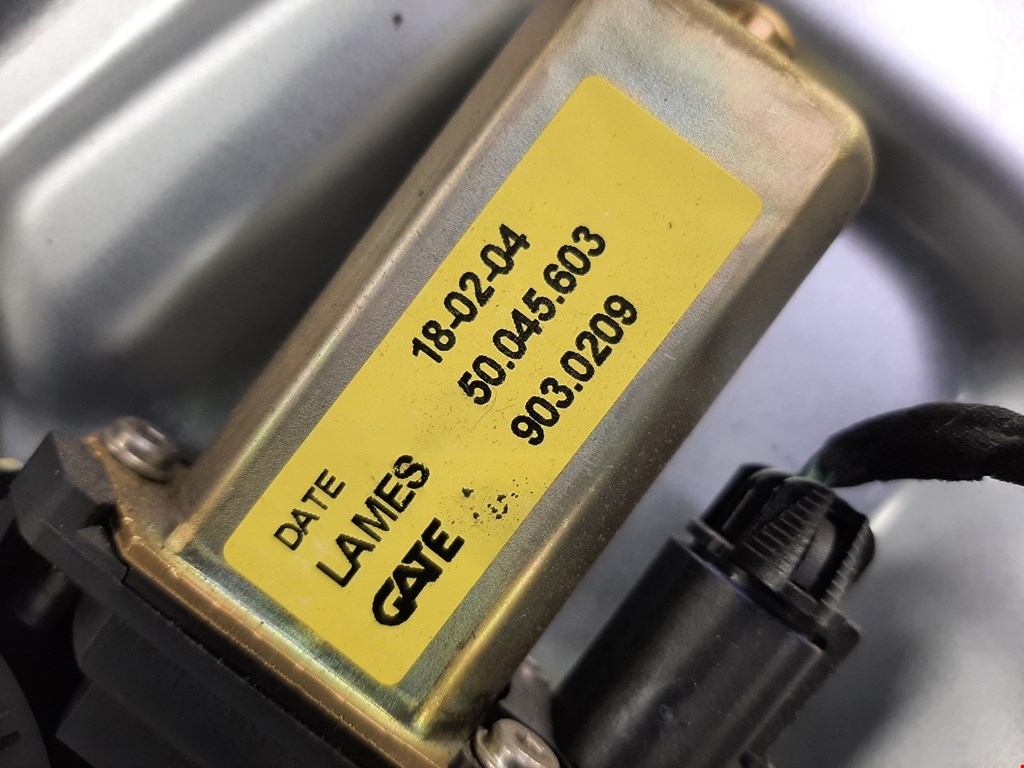 DATE 18-02-04
LAMES 50.045.603
GATE 903.0209